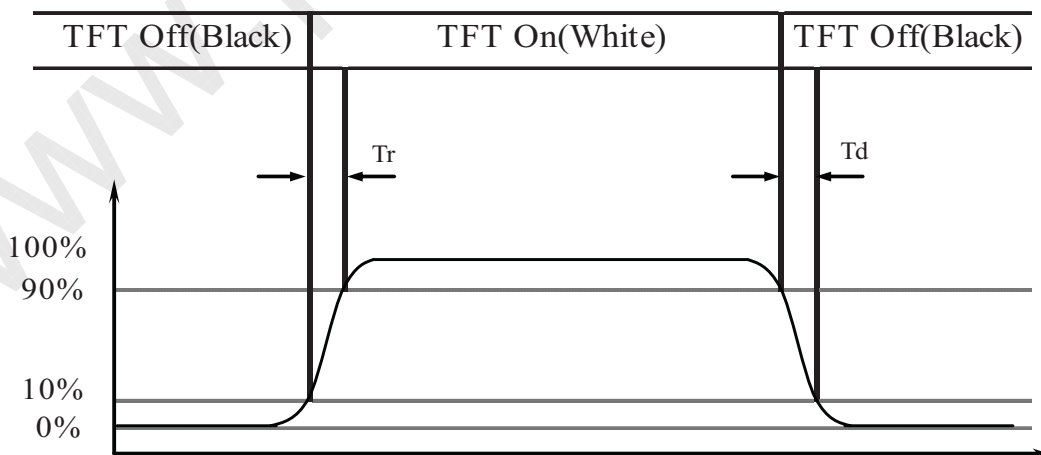 TFT Off(Black) TFT On(White) TFT Off(Black)
Tr Td
100%
90%
10%
0%